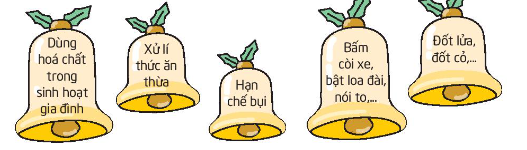 Dùng
hoá chất
trong
sinh hoạt
gia đình
Xử lí
thức ăn
thừa
Hạn
chế bụi
Bấm
còi xe,
bật loa đài,
nói to,...
Đốt lửa,
đốt cỏ,...